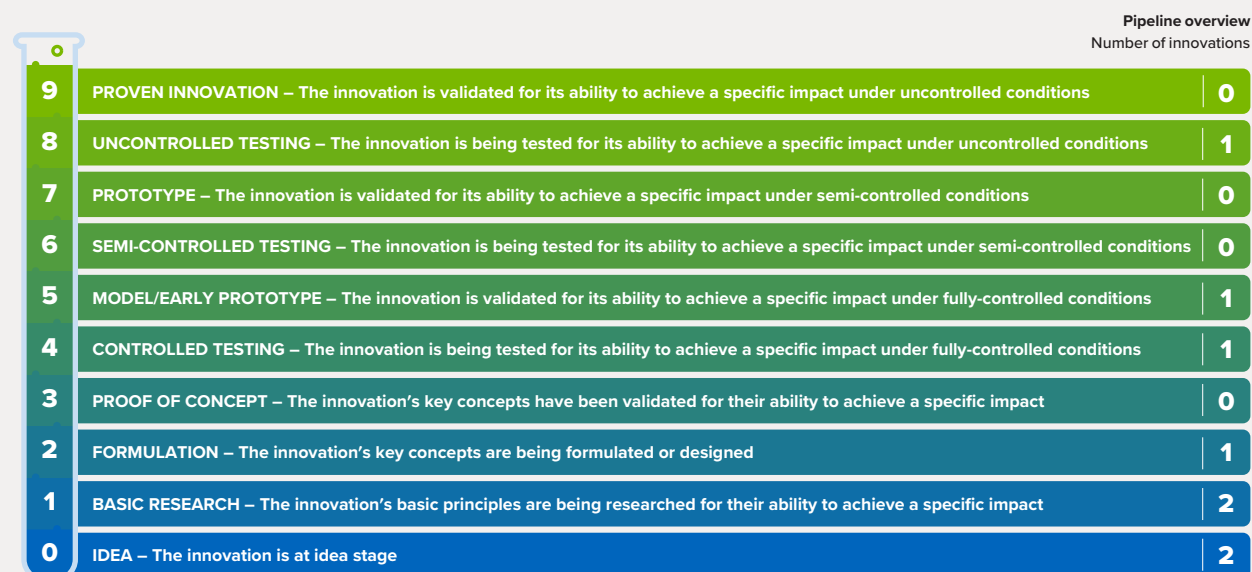 Pipeline overview
Number of innovations
9 PROVEN INNOVATION – The innovation is validated for its ability to achieve a specific impact under uncontrolled conditions 0
8 UNCONTROLLED TESTING – The innovation is being tested for its ability to achieve a specific impact under uncontrolled conditions 1
7 PROTOTYPE – The innovation is validated for its ability to achieve a specific impact under semi-controlled conditions 0
6 SEMI-CONTROLLED TESTING – The innovation is being tested for its ability to achieve a specific impact under semi-controlled conditions 0
5 MODEL/EARLY PROTOTYPE – The innovation is validated for its ability to achieve a specific impact under fully-controlled conditions 1
4 CONTROLLED TESTING – The innovation is being tested for its ability to achieve a specific impact under fully-controlled conditions 1
3 PROOF OF CONCEPT – The innovation’s key concepts have been validated for their ability to achieve a specific impact 0
2 FORMULATION – The innovation’s key concepts are being formulated or designed 1
1 BASIC RESEARCH – The innovation’s basic principles are being researched for their ability to achieve a specific impact 2
0 IDEA – The innovation is at idea stage 2